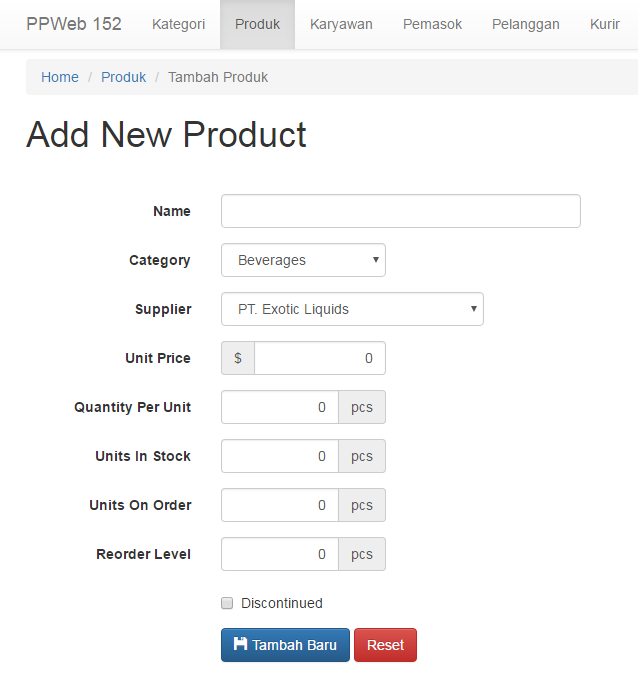 PPWeb 152 Kategori Produk Karyawan Pemasok Pelanggan Kurir
Home / Produk / Tambah Produk
Add New Product
Name
Category Beverages
Supplier PT. Exotic Liquids
Unit Price $ 0
Quantity Per Unit 0 pcs
Units In Stock 0 pcs
Units On Order 0 pcs
Reorder Level 0 pcs
Discontinued
Tambah Baru Reset